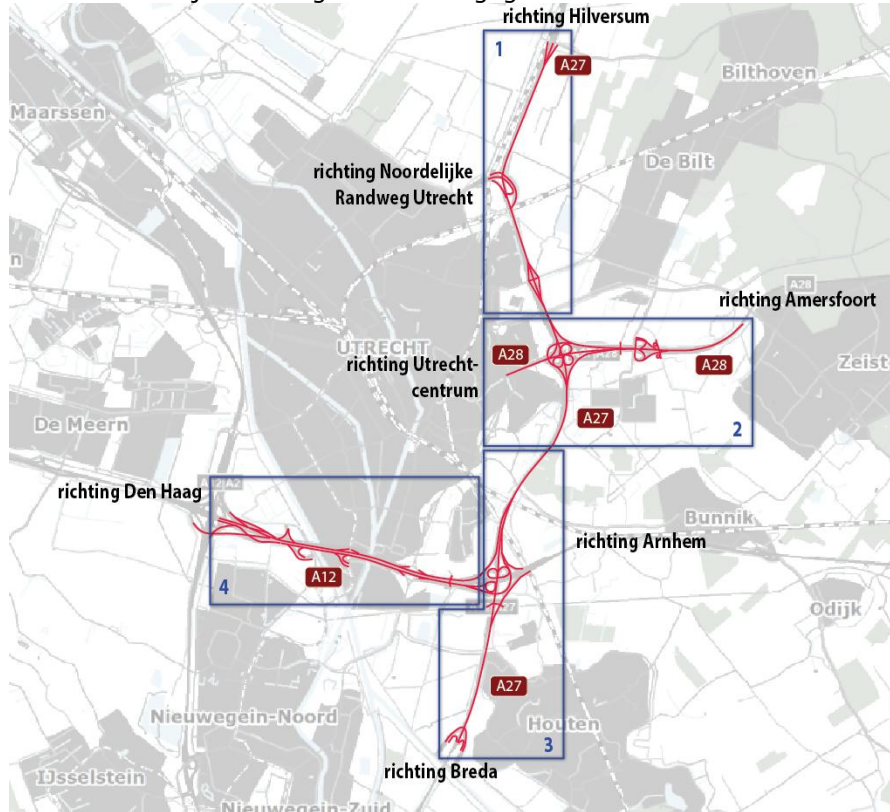 richting Hilversum
1
A27
Bilthoven
Maarssen
De Bilt
richting Noordelijke
Randweg Utrecht
A28
richting Amersfoort
UTRECHT
richting Utrecht-
centrum
A28
A28
Zeist
A27
2
De Meern
richting Den Haag
A2
Bunnik
richting Arnhem
4
A12
Odijk
A27
Nieuwegein-Noord
Houten
3
richting Breda
IJsselstein
Nieuwegein-Zuid